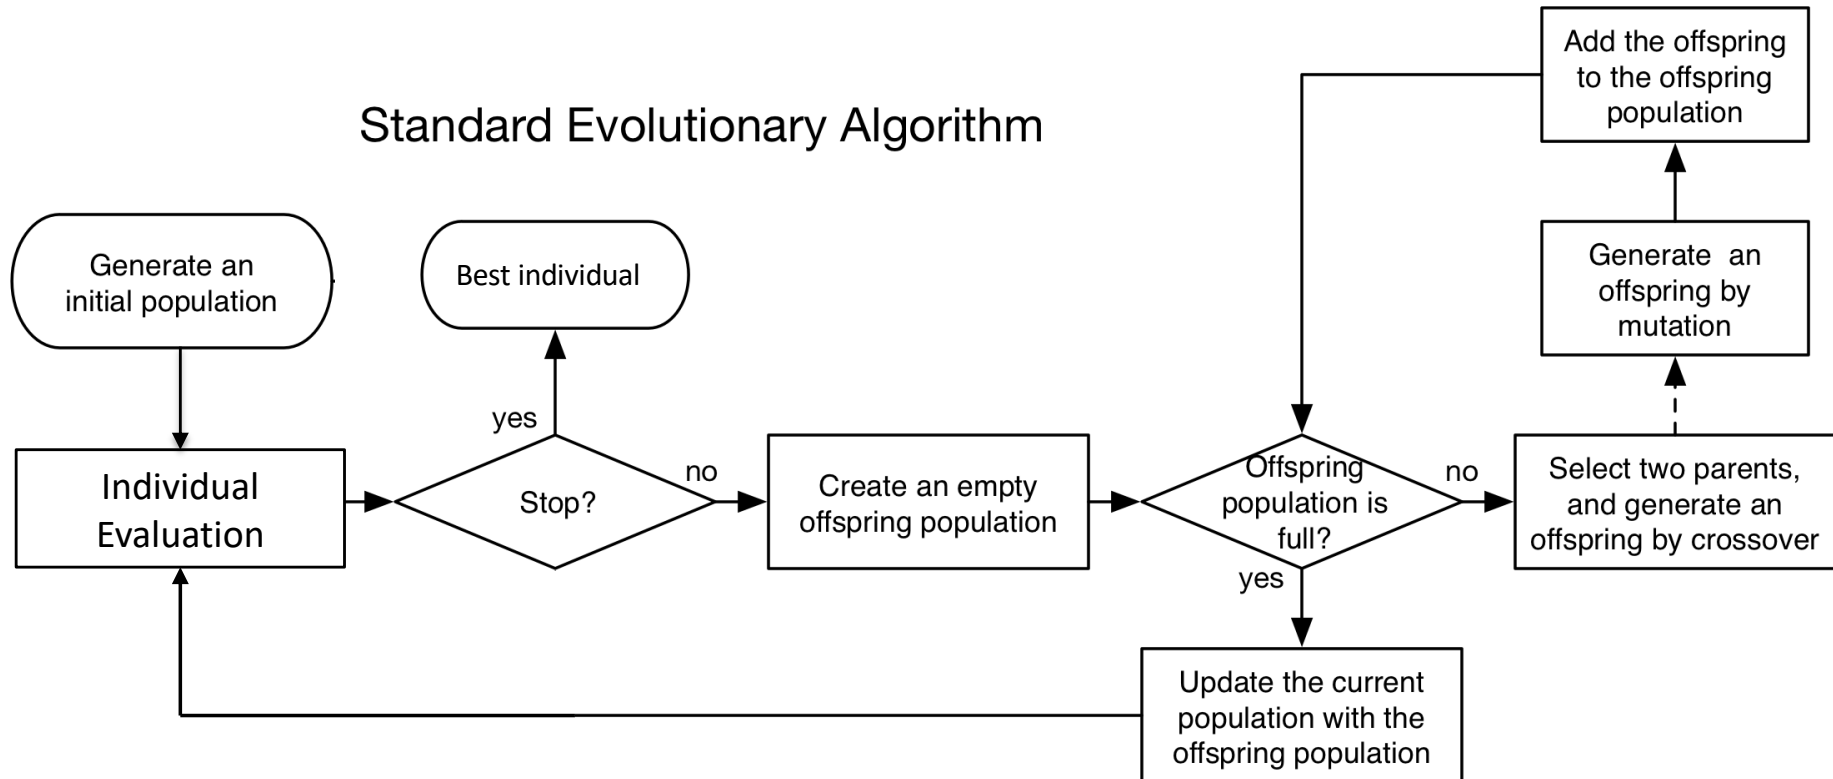 Standard Evolutionary Algorithm
Generate an
initial population
Individual
Evaluation
Best individual
yes
Stop?
no
Create an empty
offspring population
Offspring
population is
full?
no
yes
Select two parents,
and generate an
offspring by crossover
Generate an
offspring by
mutation
Add the offspring
to the offspring
population
Update the current
population with the
offspring population